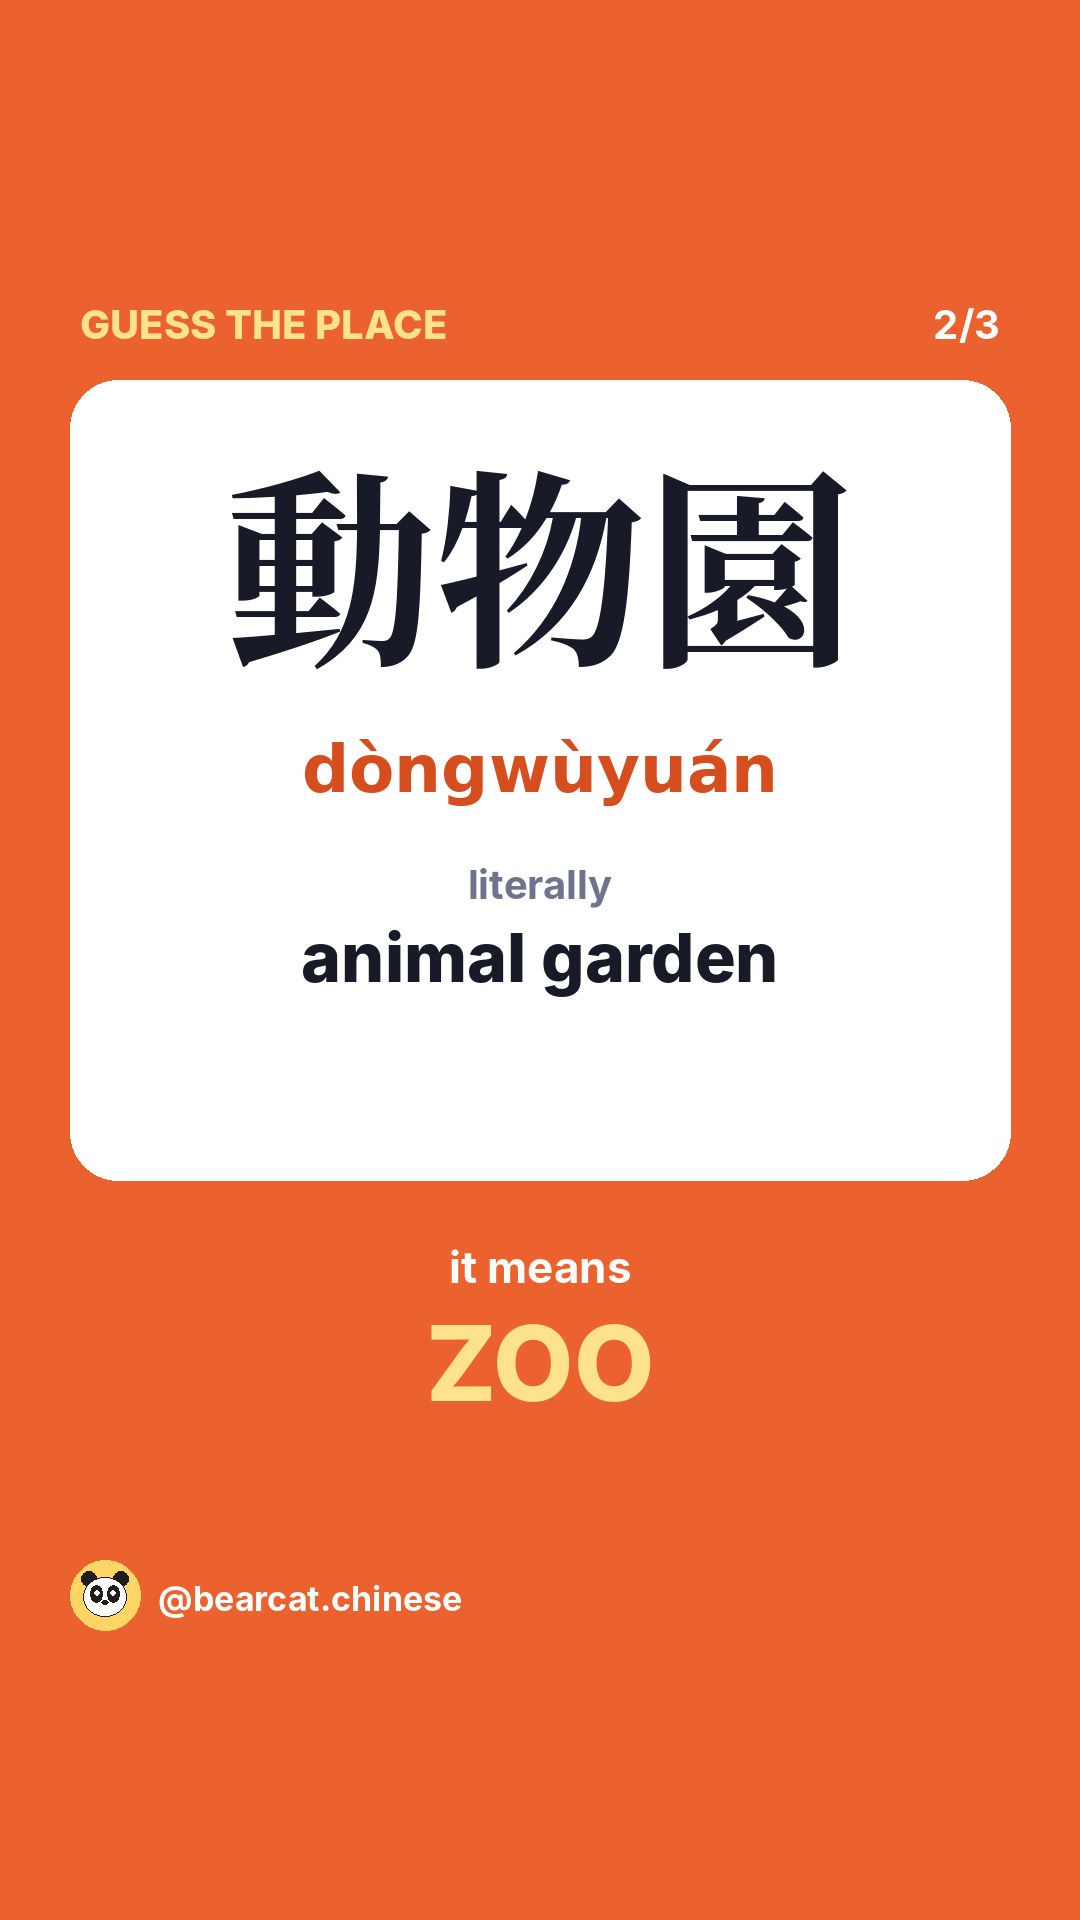 GUESS THE PLACE
2/3
動物園
dòngwùyuán
literally
animal garden
it means
ZOO
@bearcat.chinese